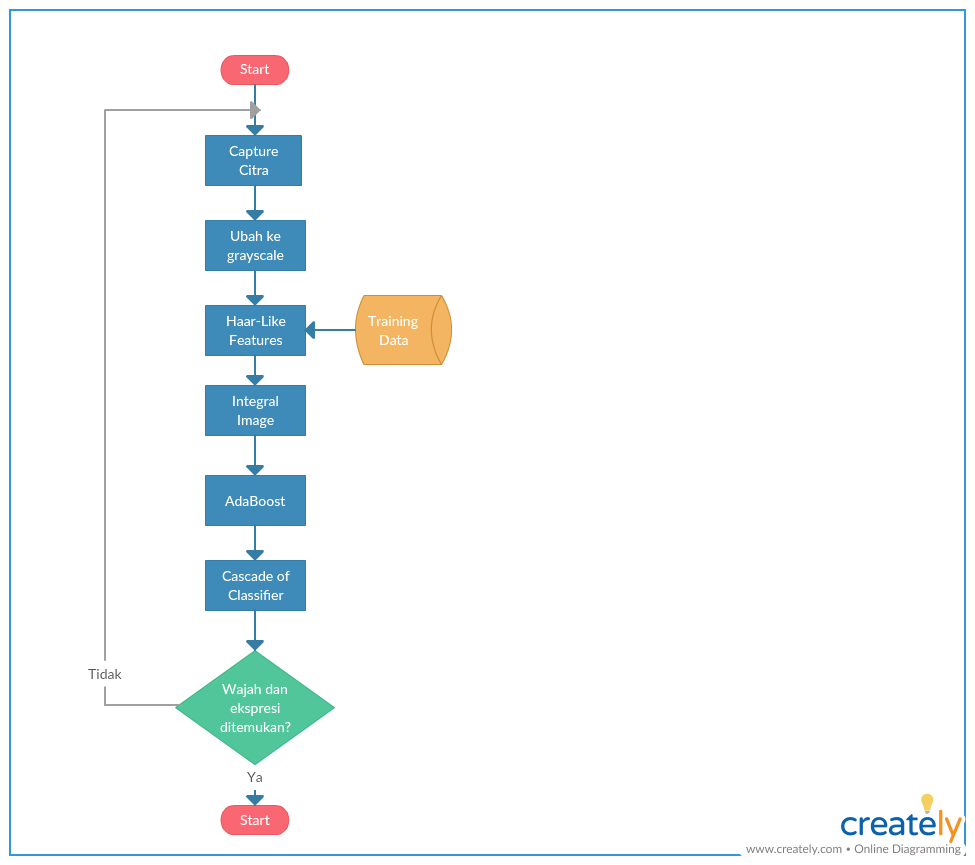 Start
Capture
Citra
Ubah ke
grayscale
Haar-Like
Features
Training
Data
Integral
Image
AdaBoost
Cascade of
Classifier
Tidak
Wajah dan
ekspresi
ditemukan?
Ya
Start
creately
www.creately.com • Online Diagramming